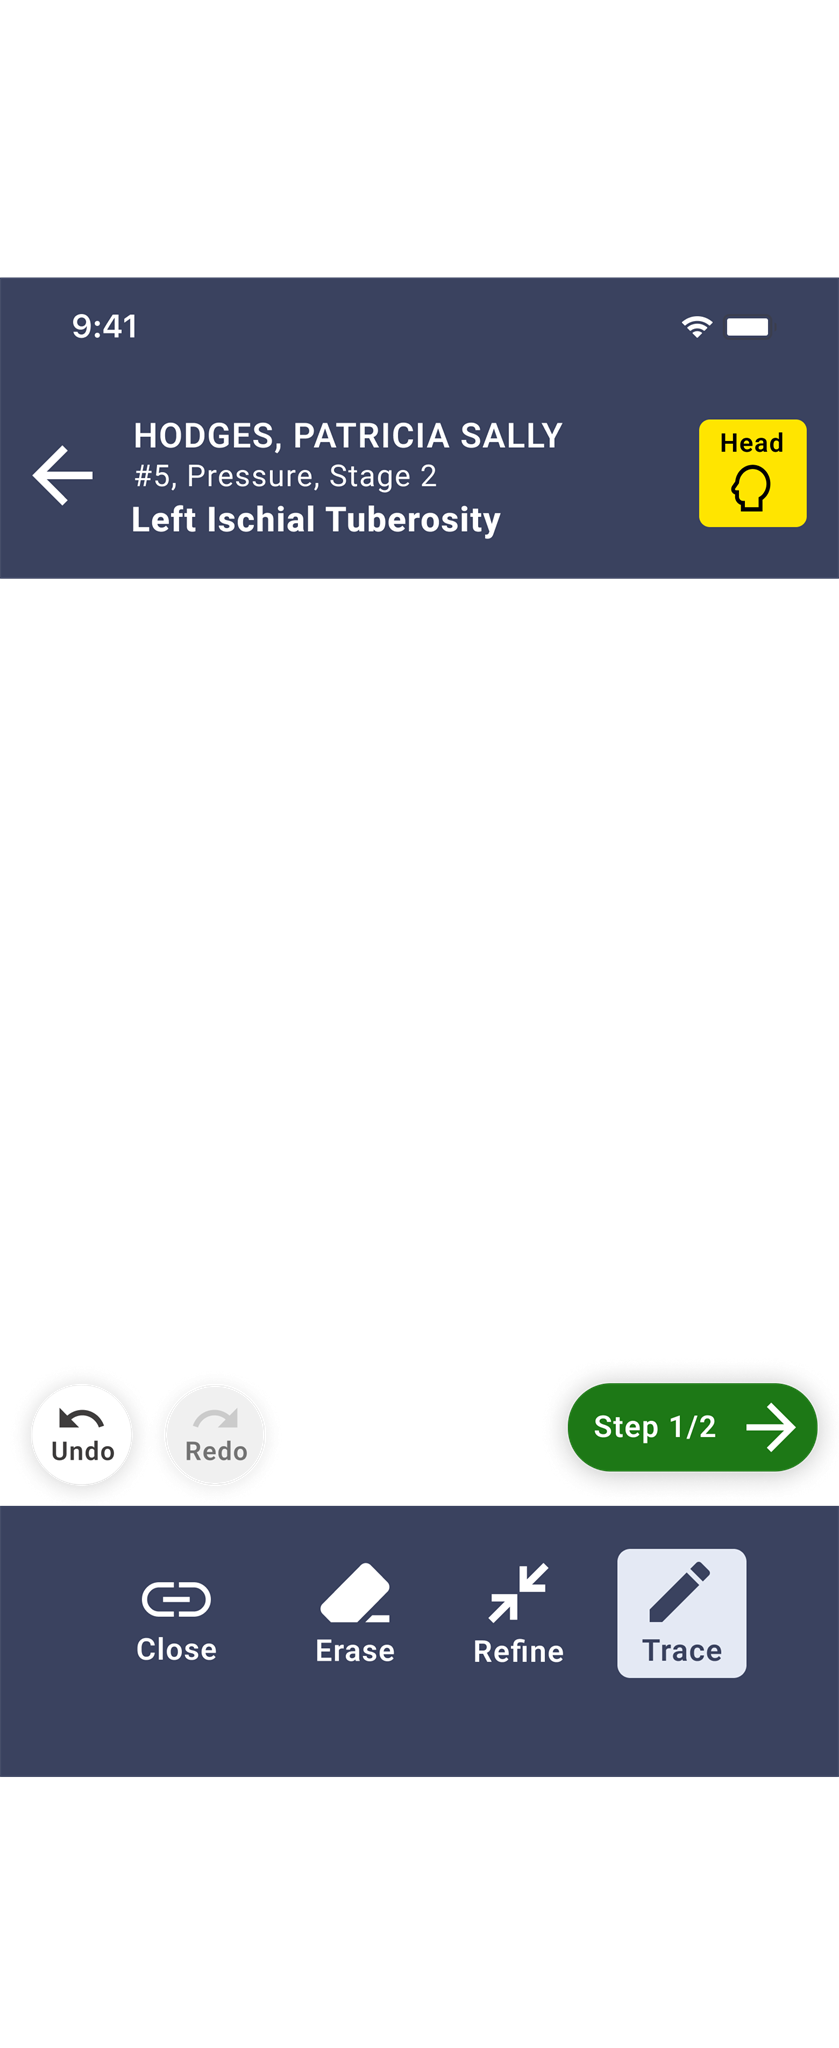 9:41
HODGES, PATRICIA SALLY
#5, Pressure, Stage 2
Left Ischial Tuberosity
Head
Undo
Redo
Step 1/2
Close
Erase
Refine
Trace